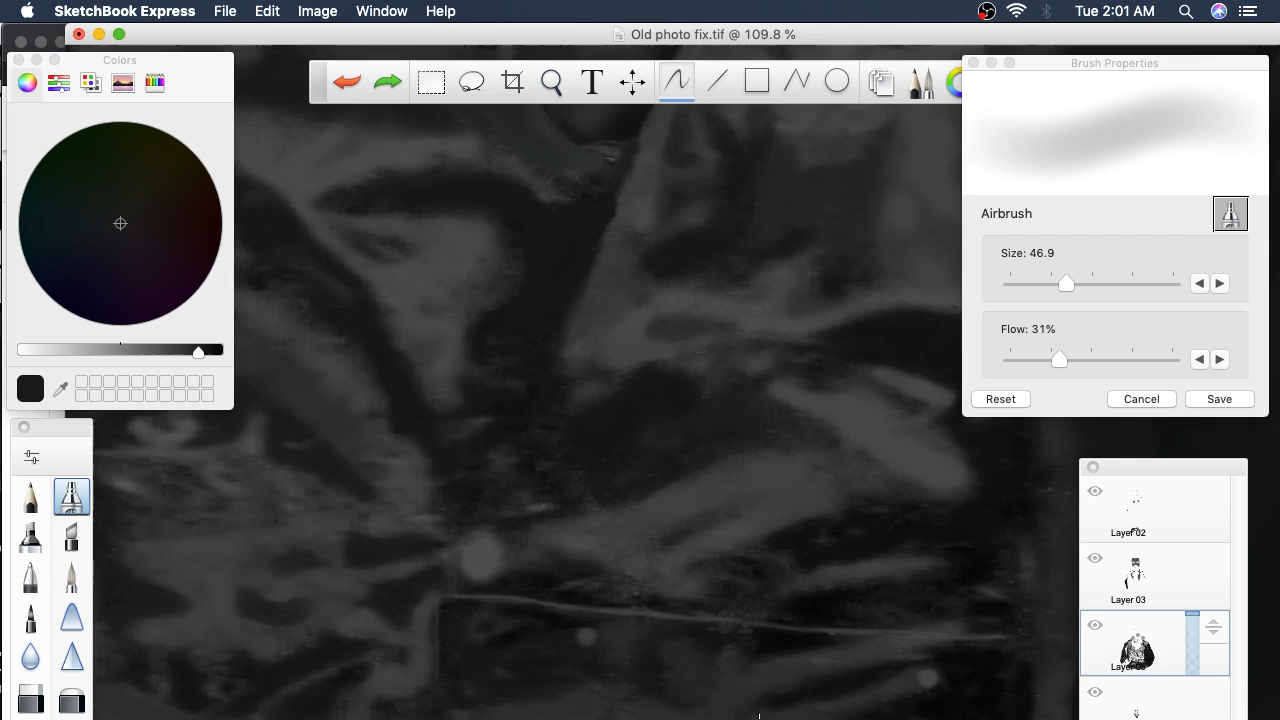 SketchBook Express File Edit Image Window Help Tue 2:01 AM
Old photo fix.tif @ 109.8 %
Colors
T
Brush Properties
Airbrush
Size: 46.9
Flow: 31%
Reset Cancel Save
Layer 02
Layer 03